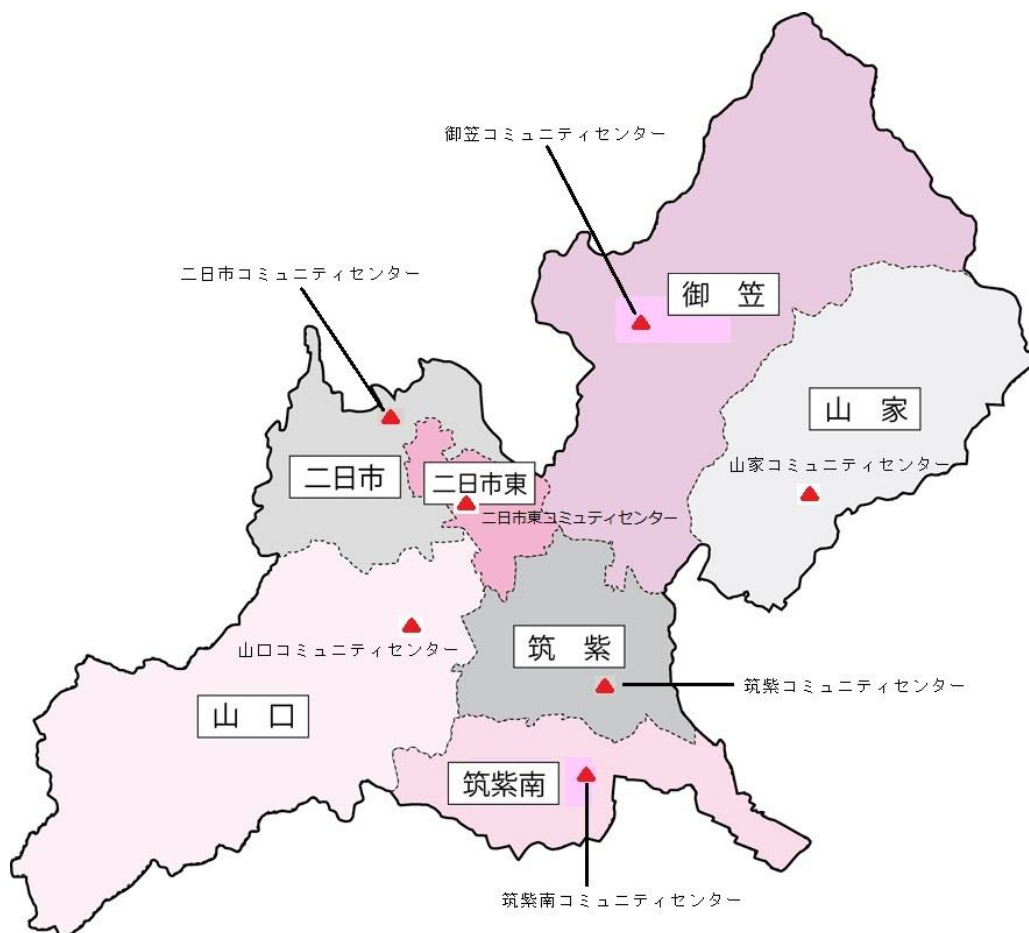 御笠コミュニティセンター
二日市コミュニティセンター
御　笠
山　家
山家コミュニティセンター
二日市
二日市東
二日市東コミュティセンター
筑　紫
山口コミュニティセンター
筑紫コミュニティセンター
山　口
筑紫南
筑紫南コミュニティセンター